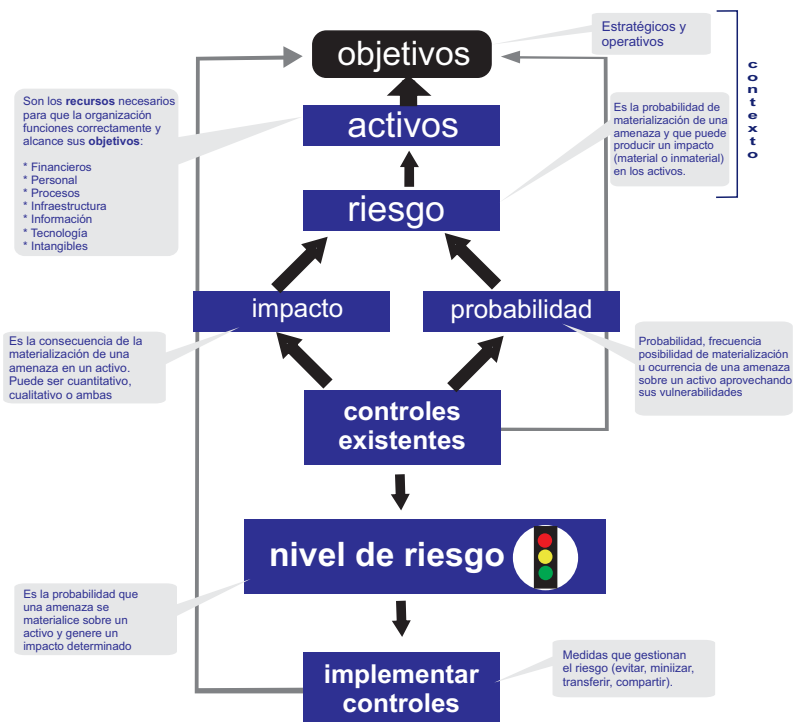 objetivos
Estratégicos y
operativos
contexto
Son los recursos necesarios
para que la organización
funciones correctamente y
alcance sus objetivos:
* Financieros
* Personal
* Procesos
* Infraestructura
* Información
* Tecnología
* Intangibles
activos
Es la probabilidad de
materialización de una
amenaza y que puede
producir un impacto
(material o inmaterial)
en los activos.
riesgo
impacto
probabilidad
Es la consecuencia de la
materialización de una
amenaza en un activo.
Puede ser cuantitativo,
cualitativo o ambas
Probabilidad, frecuencia
posibilidad de materialización
u ocurrencia de una amenaza
sobre un activo aprovechando
sus vulnerabilidades
controles
existentes
nivel de riesgo
Es la probabilidad que
una amenaza se
materialice sobre un
activo y genere un
impacto determinado
implementar
controles
Medidas que gestionan
el riesgo (evitar, miniizar,
transferir, compartir).